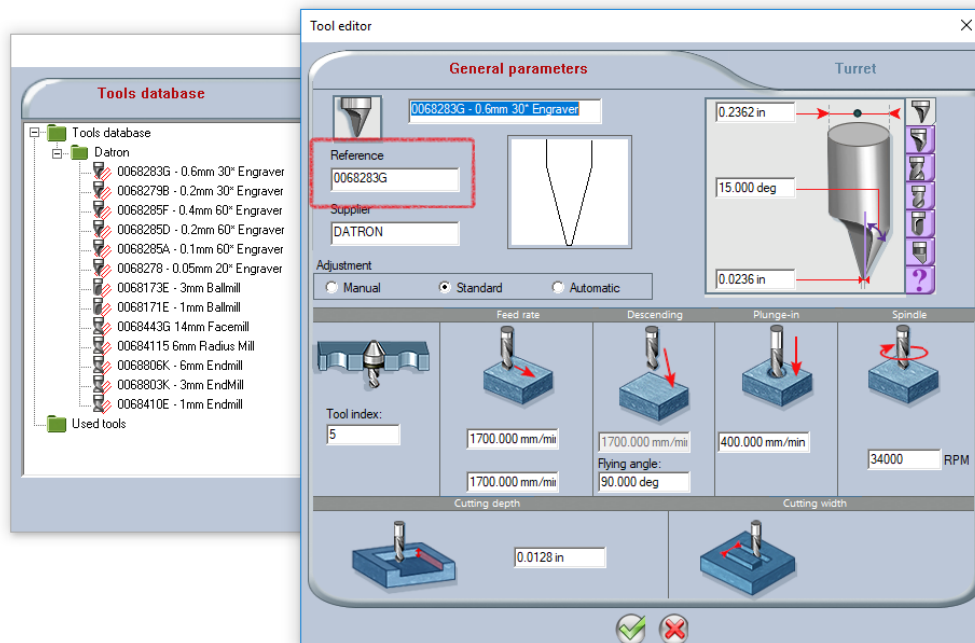 Tools database
Tools database
Datron
0068283G - 0.6mm 30* Engraver
0068279B - 0.2mm 30* Engraver
0068285F - 0.4mm 60* Engraver
0068285D - 0.2mm 60* Engraver
0068285A - 0.1mm 60* Engraver
0068278 - 0.05mm 20* Engraver
0068173E - 3mm Ballmill
0068171E - 1mm Ballmill
0068443G 14mm Facemill
00684115 6mm Radius Mill
0068806K - 6mm Endmill
0068803K - 3mm EndMill
0068410E - 1mm Endmill
Used tools
Tool editor
General parameters
Turret
0068283G - 0.6mm 30* Engraver
Reference
0068283G
Supplier
DATRON
0.2362 in
15.000 deg
0.0236 in
?
Adjustment
Manual
Standard
Automatic
Feed rate
Descending
Plunge-in
Spindle
Tool index:
5
1700.000 mm/min
1700.000 mm/min
1700.000 mm/min
Flying angle:
90.000 deg
400.000 mm/min
34000 RPM
Cutting depth
Cutting width
0.0128 in